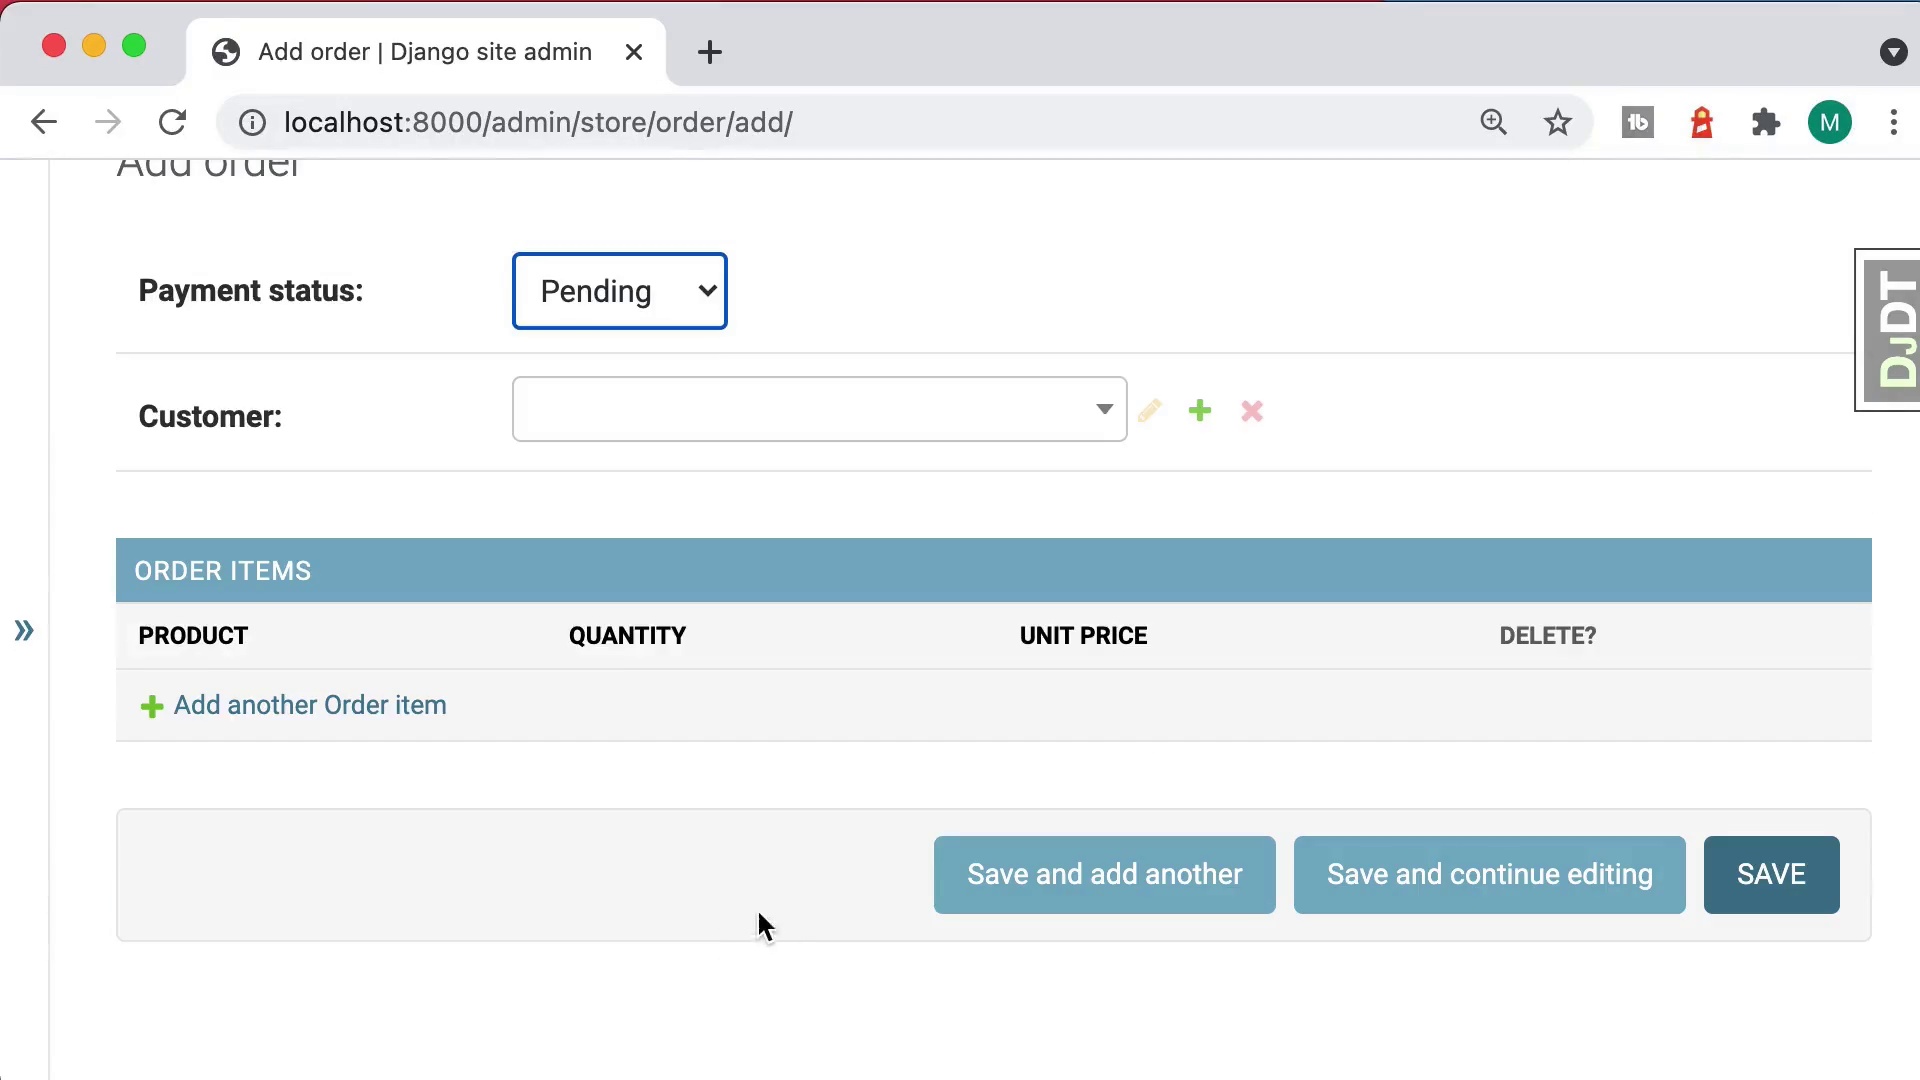 Add order | Django site admin
localhost:8000/admin/store/order/add/
M
Add order
Payment status:
Pending
DJDT
Customer:
ORDER ITEMS
PRODUCT QUANTITY UNIT PRICE DELETE?
Add another Order item
Save and add another Save and continue editing SAVE